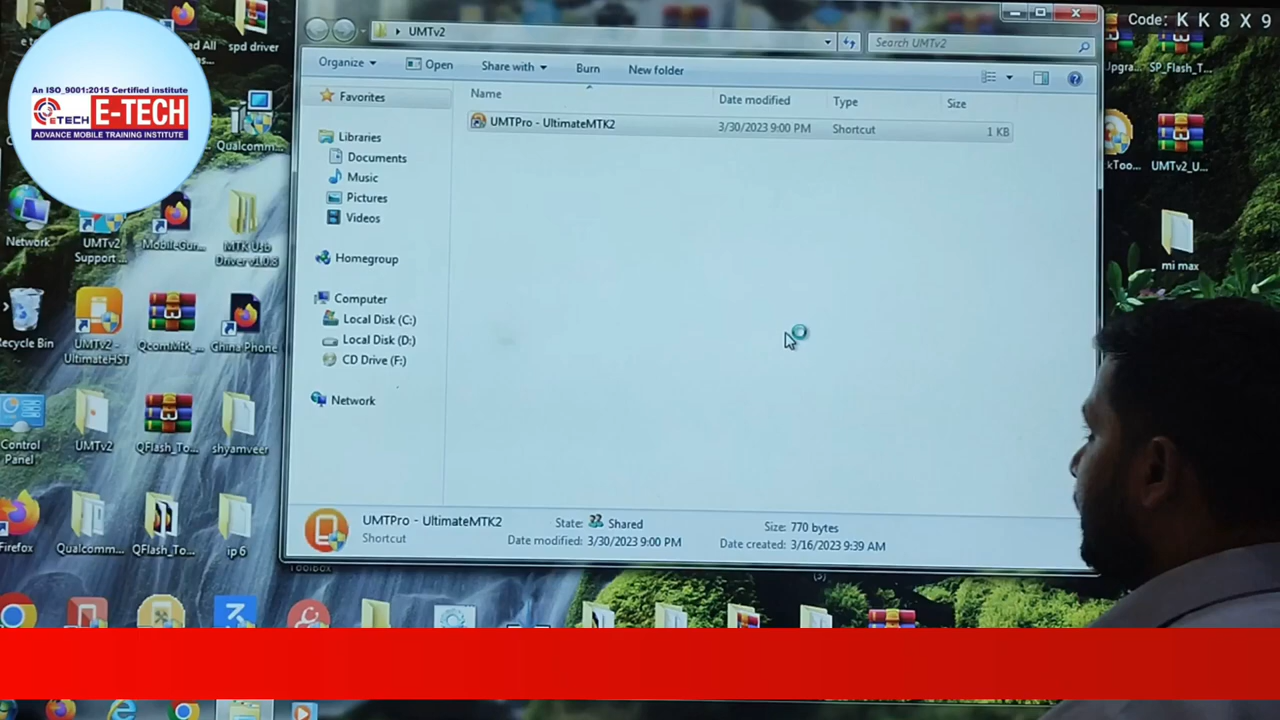 Code: K K 8 X 9
An ISO_9001:2015 Certified institute
ETECH
E-TECH
ADVANCE MOBILE TRAINING INSTITUTE
UMTv2
Search UMTv2
Organize
Open
Share with
Burn
New folder
Name
Date modified
Type
Size
UMTPro - UltimateMTK2
3/30/2023 9:00 PM
Shortcut
1 KB
Favorites
Libraries
Documents
Music
Pictures
Videos
Homegroup
Computer
Local Disk (C:)
Local Disk (D:)
CD Drive (F:)
Network
UMTPro - UltimateMTK2
Shortcut
State:
Shared
Date modified: 3/30/2023 9:00 PM
Size: 770 bytes
Date created: 3/16/2023 9:39 AM
spd driver
Qualcomm...
Network
UMTv2
Support ...
MTK Usb
Driver v1.0.8
Recycle Bin
UMTv2 -
UltimateHST
QcomMtk_...
China Phone
Control
Panel
UMTv2
QFlash_To...
shyamveer
Firefox
Qualcomm...
QFlash_To...
ip 6
SP_Flash_T...
UMTv2_U...
mi max